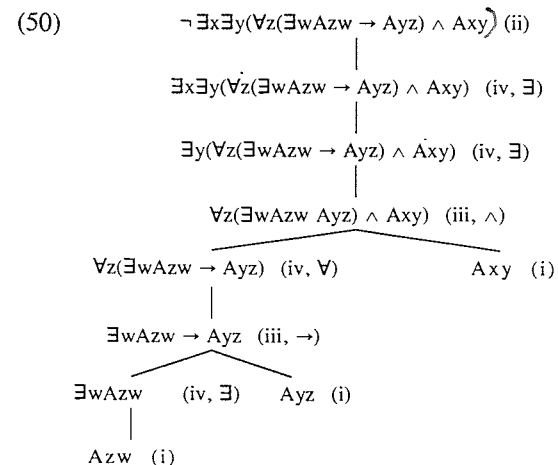 (50) ¬ ∃x∃y(∀z(∃wAzw → Ayz) ∧ Axy) (ii)
∃x∃y(∀z(∃wAzw → Ayz) ∧ Axy) (iv, ∃)
∃y(∀z(∃wAzw → Ayz) ∧ Axy) (iv, ∃)
∀z(∃wAzw Ayz) ∧ Axy) (iii, ∧)
∀z(∃wAzw → Ayz) (iv, ∀) Axy (i)
∃wAzw → Ayz (iii, →)
∃wAzw (iv, ∃) Ayz (i)
Azw (i)